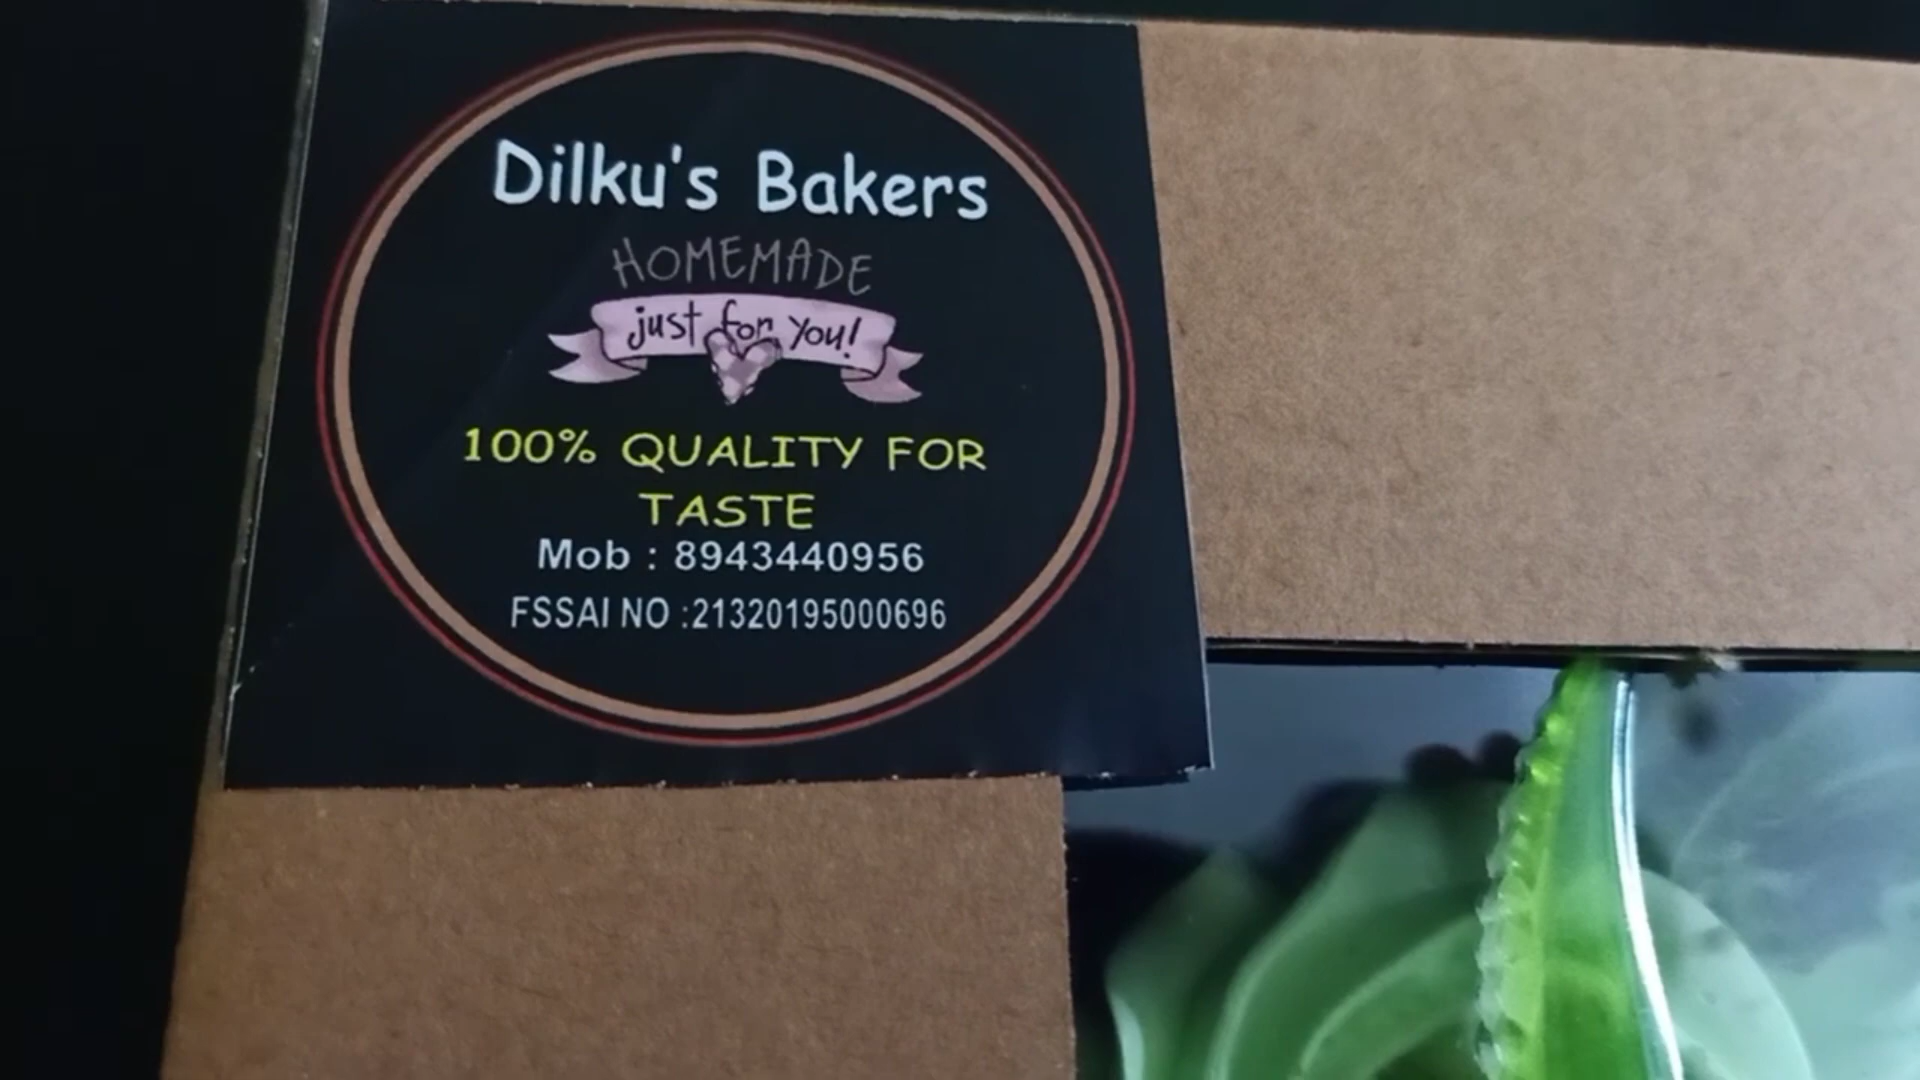 Dilku's Bakers
HOMEMADE
just for you!
100% QUALITY FOR
TASTE
Mob : 8943440956
FSSAI NO :21320195000696